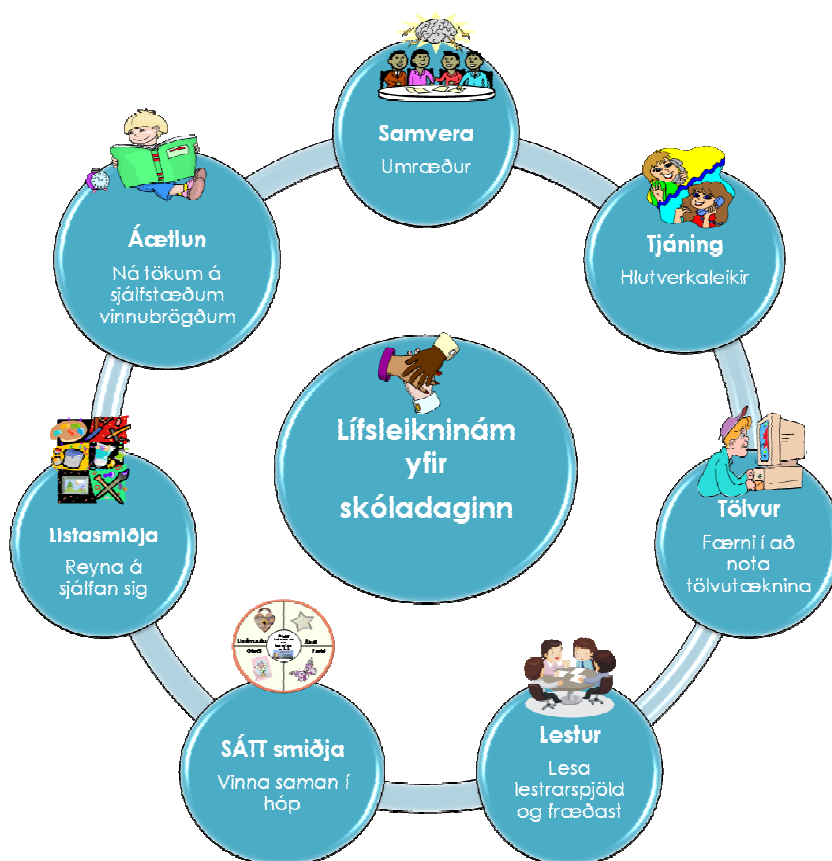 Samvera
Umræður
Tjáning
Hlutverkaleikir
Tölvur
Færni í að
nota
tölvutæknina
Lestur
Lesa
lestrarspjöld
og fræðast
SÁTT smiðja
Vinna saman í
hóp
Listasmiðja
Reyna á
sjálfan sig
Áætlun
Ná tökum á
sjálfstæðum
vinnubrögðum
Lífsleikninám
yfir
skóladaginn